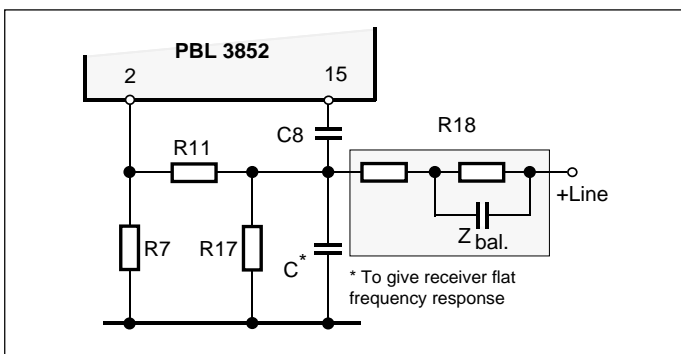 PBL 3852
2
15
C8
R18
R11
+Line
Z bal.
R7
R17
C*
* To give receiver flat
frequency response